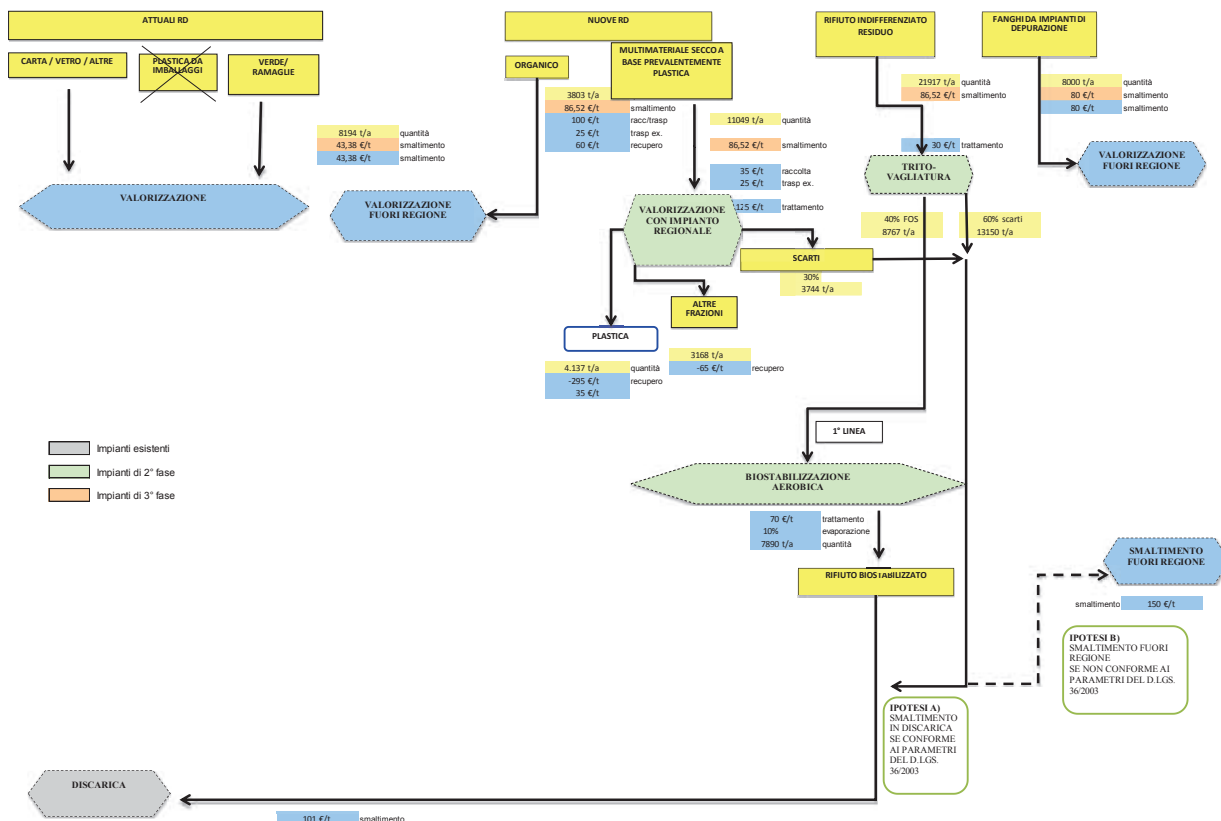 ATTUALI RD
CARTA / VETRO / ALTRE
PLASTICA DA
IMBALLAGGI
VERDE/
RAMAGLIE
8194 t/a quantità
43,38 €/t smaltimento
43,38 €/t smaltimento
VALORIZZAZIONE
NUOVE RD
ORGANICO
MULTIMATERIALE SECCO A
BASE PREVALENTEMENTE
PLASTICA
3803 t/a quantità
86,52 €/t smaltimento
100 €/t racc/trasp
25 €/t trasp ex.
60 €/t recupero
11049 t/a quantità
86,52 €/t smaltimento
35 €/t raccolta
25 €/t trasp ex.
125 €/t trattamento
VALORIZZAZIONE
FUORI REGIONE
VALORIZZAZIONE
CON IMPIANTO
REGIONALE
SCARTI
30%
3744 t/a
ALTRE
FRAZIONI
PLASTICA
3168 t/a
-65 €/t recupero
4.137 t/a quantità
-295 €/t recupero
35 €/t
RIFIUTO INDIFFERENZIATO
RESIDUO
21917 t/a quantità
86,52 €/t smaltimento
30 €/t trattamento
TRITO-
VAGLIATURA
40% FOS
8767 t/a
60% scarti
13150 t/a
FANGHI DA IMPIANTI DI
DEPURAZIONE
8000 t/a quantità
80 €/t smaltimento
80 €/t smaltimento
VALORIZZAZIONE
FUORI REGIONE
1° LINEA
Impianti esistenti
Impianti di 2° fase
Impianti di 3° fase
BIOSTABILIZZAZIONE
AEROBICA
70 €/t trattamento
10% evaporazione
7890 t/a quantità
RIFIUTO BIOSTABILIZZATO
SMALTIMENTO
FUORI REGIONE
smaltimento 150 €/t
IPOTESI B)
SMALTIMENTO FUORI
REGIONE
SE NON CONFORME AI
PARAMETRI DEL D.LGS.
36/2003
IPOTESI A)
SMALTIMENTO
IN DISCARICA
SE CONFORME
AI PARAMETRI
DEL D.LGS.
36/2003
DISCARICA
101 €/t smaltimento